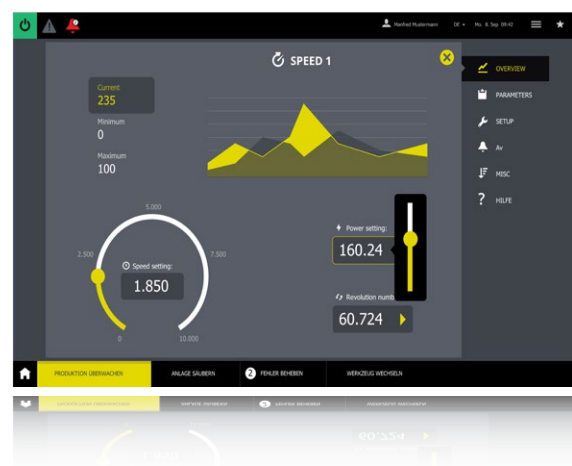 Manfred Mustermann DE Mo. 8. Sep 09:42
SPEED 1
OVERVIEW
PARAMETERS
SETUP
Av
MISC
HILFE
Current
235
Minimum
0
Maximum
100
5.000
2.500
7.500
Speed setting:
1.850
0
10.000
Power setting:
160.24
Revolution numb
60.724
PRODUKTION ÜBERWACHEN
ANLAGE SÄUBERN
2 FEHLER BEHEBEN
WERKZEUG WECHSELN